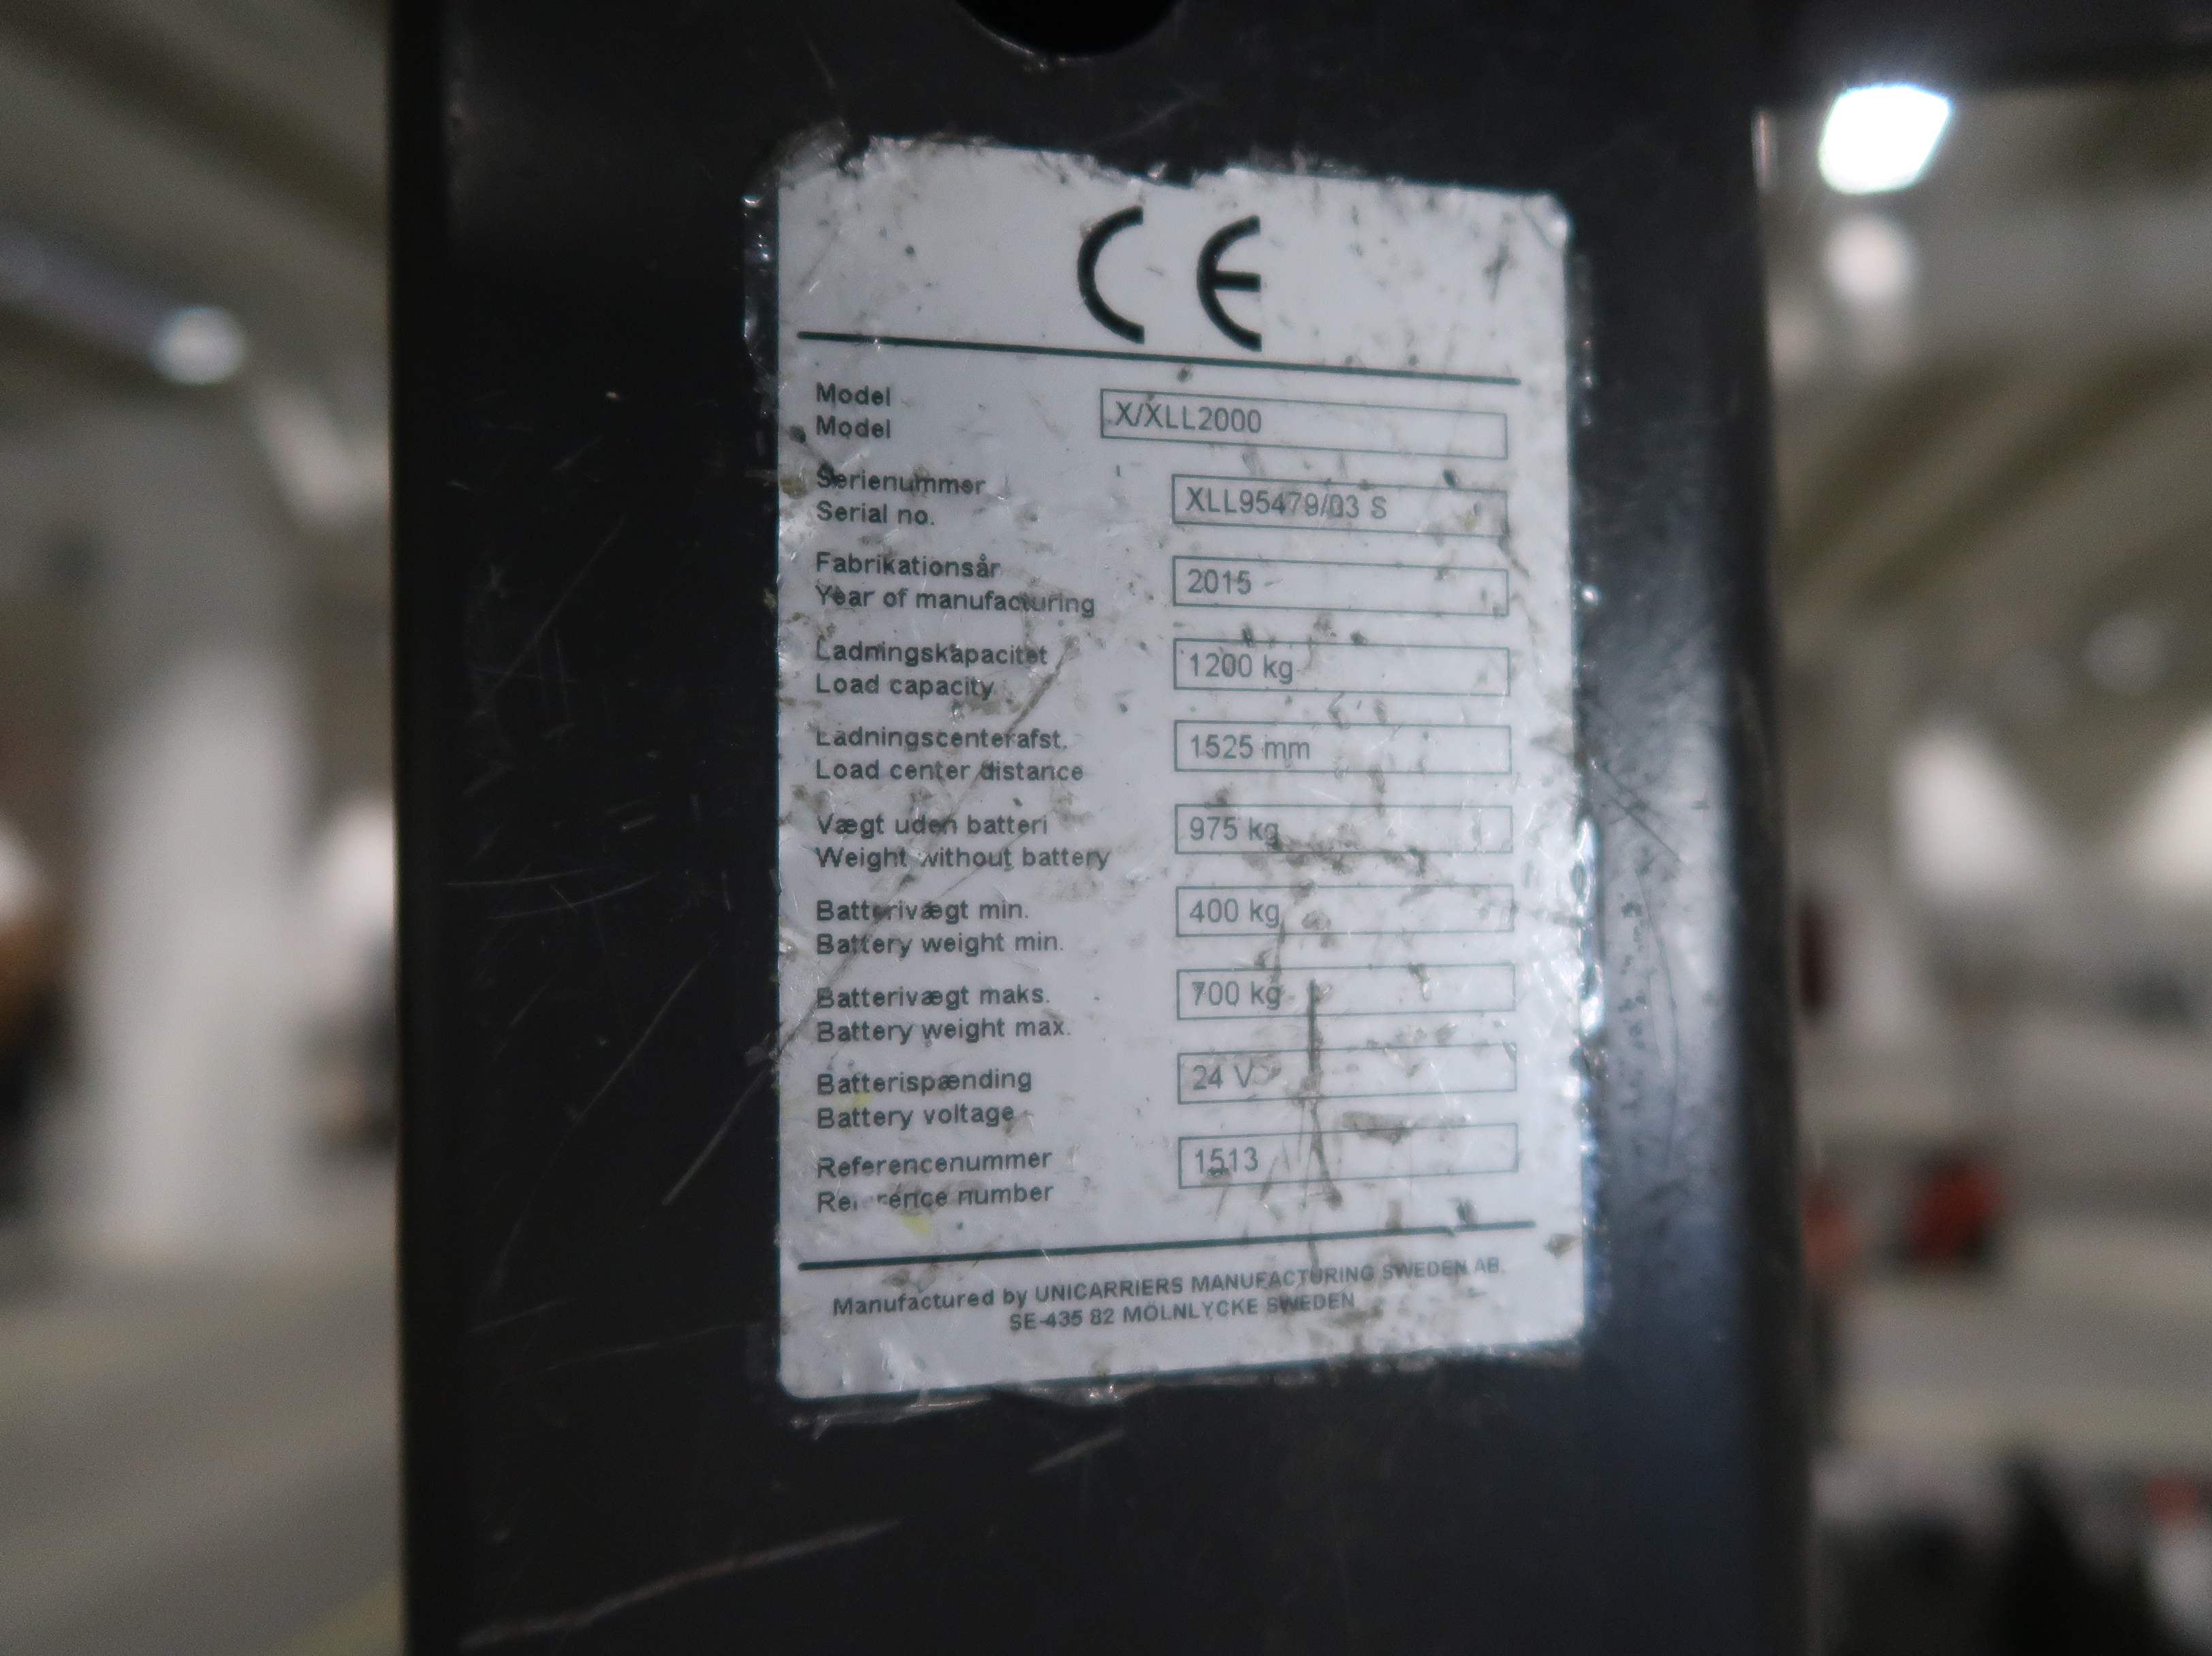 CE
Model
Model
X/XLL2000
Serienummer
Serial no.
XLL95479/03 S
Fabrikationsår
Year of manufacturing
2015
Ladningskapacitet
Load capacity
1200 kg
Ladningscenterafst.
Load center distance
1525 mm
Vægt uden batteri
Weight without battery
975 kg
Batterivægt min.
Battery weight min.
400 kg
Batterivægt maks.
Battery weight max.
700 kg
Batterispænding
Battery voltage
24 V
Referencenummer
Reference number
1513
Manufactured by UNICARRIERS MANUFACTURING SWEDEN AB.
SE-435 82 MÖLNLYCKE SWEDEN